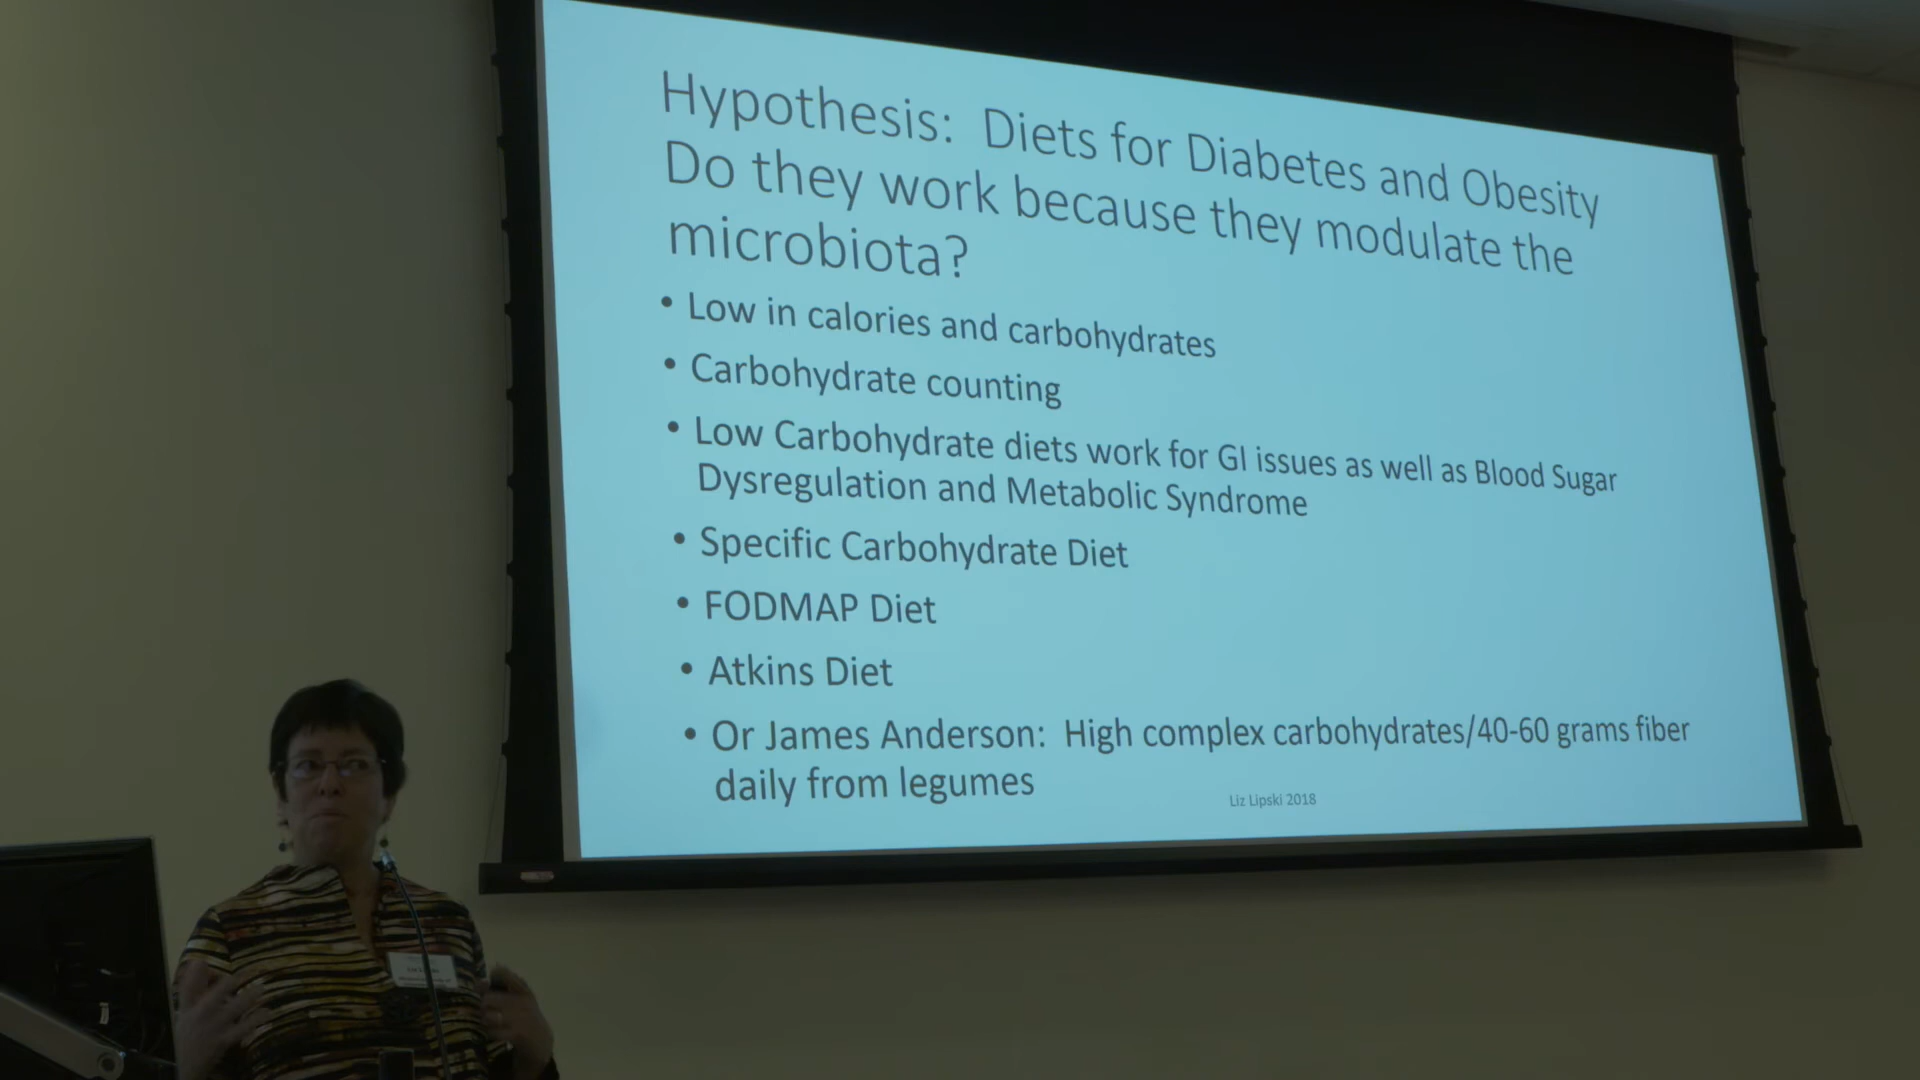 Hypothesis: Diets for Diabetes and Obesity
Do they work because they modulate the
microbiota?
• Low in calories and carbohydrates
• Carbohydrate counting
• Low Carbohydrate diets work for GI issues as well as Blood Sugar
Dysregulation and Metabolic Syndrome
• Specific Carbohydrate Diet
• FODMAP Diet
• Atkins Diet
• Or James Anderson: High complex carbohydrates/40-60 grams fiber
daily from legumes
Liz Lipski 2018